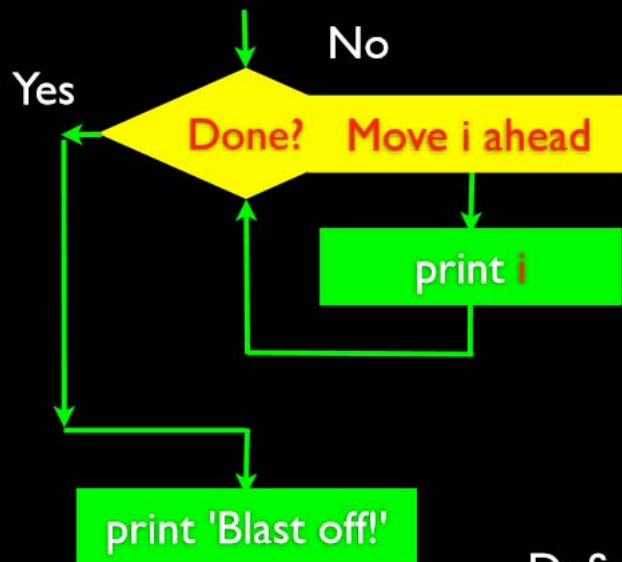 No
Yes
Done?
Move i ahead
print i
print 'Blast off!'